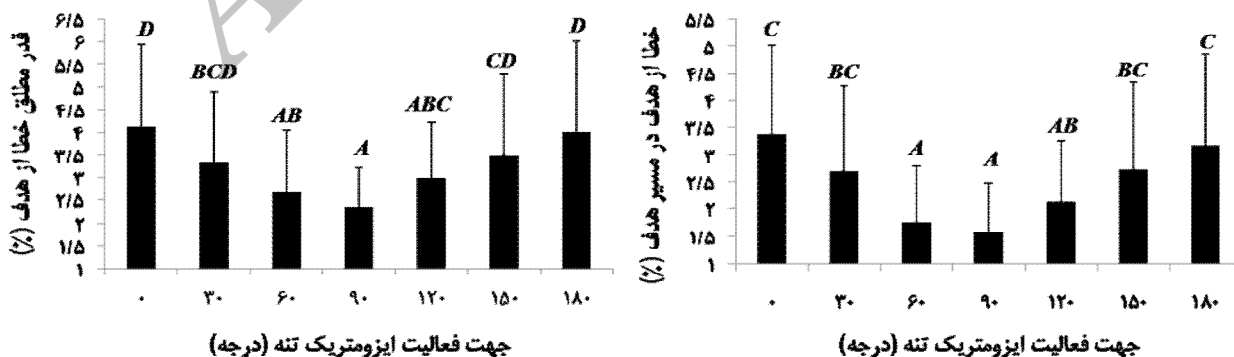 قدر مطلق خطا از هدف (%)
۶/۵
۶
۵/۵
۵
۴/۵
۴
۳/۵
۳
۲/۵
۲
۱/۵
۱
D
BCD
AB
A
ABC
CD
D
۰ ۳۰ ۶۰ ۹۰ ۱۲۰ ۱۵۰ ۱۸۰
جهت فعالیت ایزومتریک تنه (درجه)
خطا از هدف در مسیر هدف (%)
۵/۵
۵
۴/۵
۴
۳/۵
۳
۲/۵
۲
۱/۵
۱
C
BC
A
A
AB
BC
C
۰ ۳۰ ۶۰ ۹۰ ۱۲۰ ۱۵۰ ۱۸۰
جهت فعالیت ایزومتریک تنه (درجه)